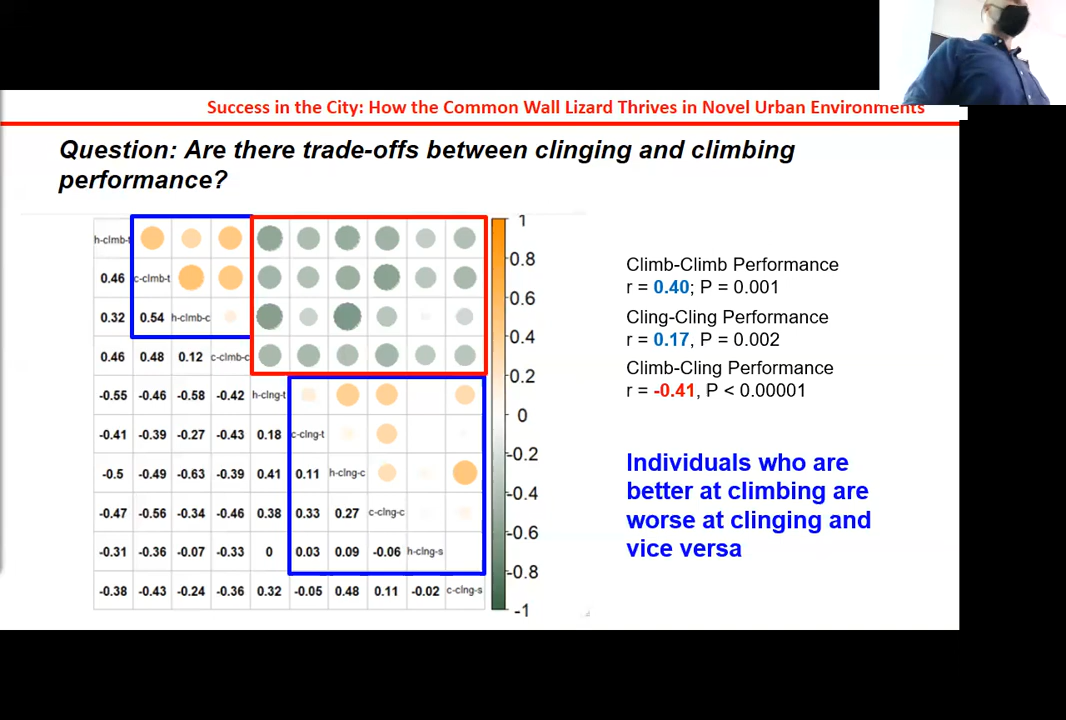 Success in the City: How the Common Wall Lizard Thrives in Novel Urban Environments
Question: Are there trade-offs between clinging and climbing
performance?
h-clmb-t
0.46 c-clmb-t
0.32 0.54 h-clmb-c
0.46 0.48 0.12 c-clmb-c
-0.55 -0.46 -0.58 -0.42 h-clng-t
-0.41 -0.39 -0.27 -0.43 0.18 c-clng-t
-0.5 -0.49 -0.63 -0.39 0.41 0.11 h-clng-c
-0.47 -0.56 -0.34 -0.46 0.38 0.33 0.27 c-clng-c
-0.31 -0.36 -0.07 -0.33 0 0.03 0.09 -0.06 h-clng-s
-0.38 -0.43 -0.24 -0.36 0.32 -0.05 0.48 0.11 -0.02 c-clng-s
1
0.8
0.6
0.4
0.2
0
-0.2
-0.4
-0.6
-0.8
-1
Climb-Climb Performance
r = 0.40; P = 0.001
Cling-Cling Performance
r = 0.17, P = 0.002
Climb-Cling Performance
r = -0.41, P < 0.00001
Individuals who are
better at climbing are
worse at clinging and
vice versa